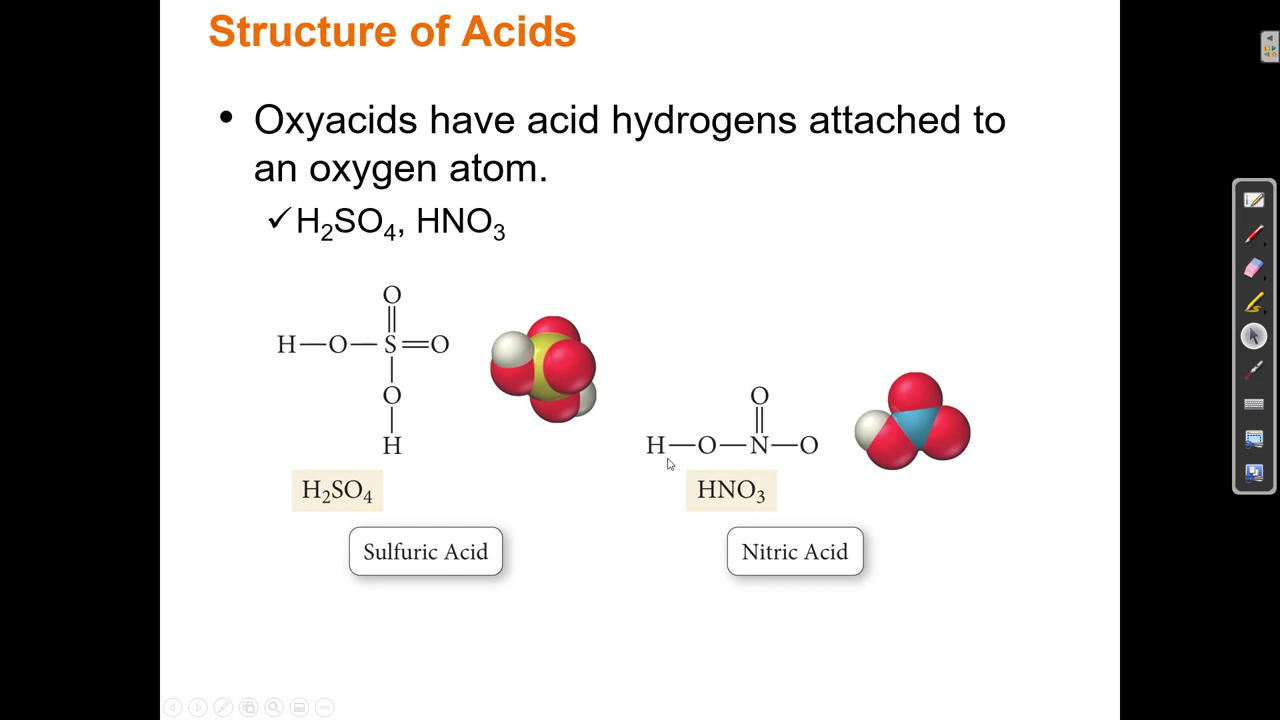 Structure of Acids
• Oxyacids have acid hydrogens attached to
an oxygen atom.
✓H₂SO₄, HNO₃
O
H—O—S=O
O
H
H₂SO₄
Sulfuric Acid
O
H—O—N—O
HNO₃
Nitric Acid